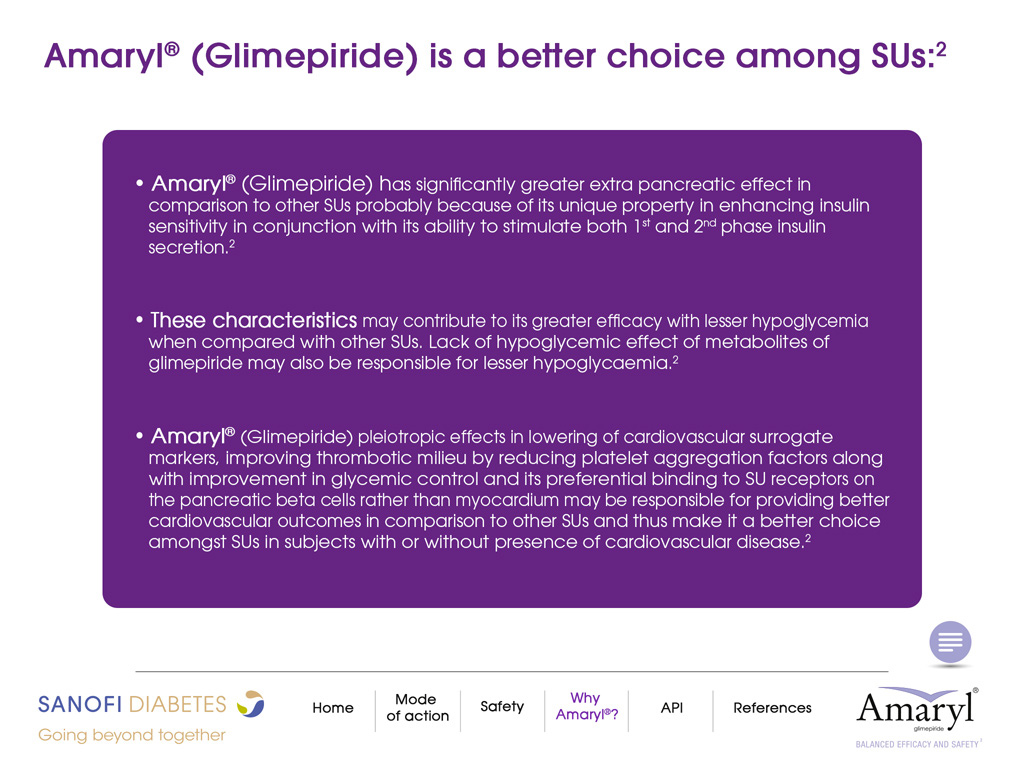 Amaryl® (Glimepiride) is a better choice among SUs:2
• Amaryl® (Glimepiride) has significantly greater extra pancreatic effect in
comparison to other SUs probably because of its unique property in enhancing insulin
sensitivity in conjunction with its ability to stimulate both 1st and 2nd phase insulin
secretion.2
• These characteristics may contribute to its greater efficacy with lesser hypoglycemia
when compared with other SUs. Lack of hypoglycemic effect of metabolites of
glimepiride may also be responsible for lesser hypoglycaemia.2
• Amaryl® (Glimepiride) pleiotropic effects in lowering of cardiovascular surrogate
markers, improving thrombotic milieu by reducing platelet aggregation factors along
with improvement in glycemic control and its preferential binding to SU receptors on
the pancreatic beta cells rather than myocardium may be responsible for providing better
cardiovascular outcomes in comparison to other SUs and thus make it a better choice
amongst SUs in subjects with or without presence of cardiovascular disease.2
SANOFI DIABETES
Going beyond together
Home
Mode
of action
Safety
Why
Amaryl®?
API
References
Amaryl®
glimepiride
BALANCED EFFICACY AND SAFETY1